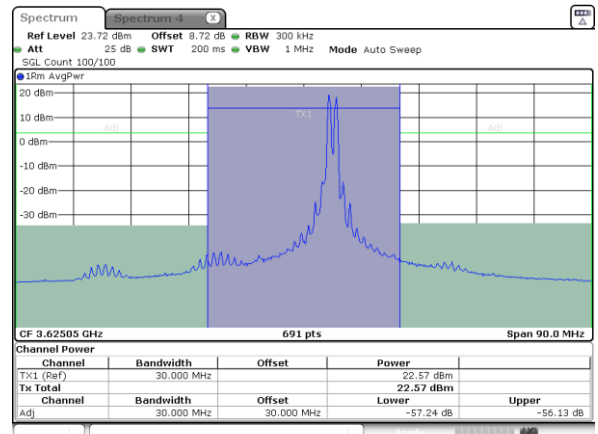 Spectrum Spectrum 4 X
Ref Level 23.72 dBm Offset 8.72 dB RBW 300 kHz
Att 25 dB SWT 200 ms VBW 1 MHz Mode Auto Sweep
SGL Count 100/100
1Rm AvgPwr
20 dBm
TX1
10 dBm
Adj Adj
0 dBm
-10 dBm
-20 dBm
-30 dBm
CF 3.62505 GHz 691 pts Span 90.0 MHz
Channel Power
Channel Bandwidth Offset Power
TX1 (Ref) 30.000 MHz 22.57 dBm
Tx Total 22.57 dBm
Channel Bandwidth Offset Lower Upper
Adj 30.000 MHz 30.000 MHz -57.24 dB -56.13 dB